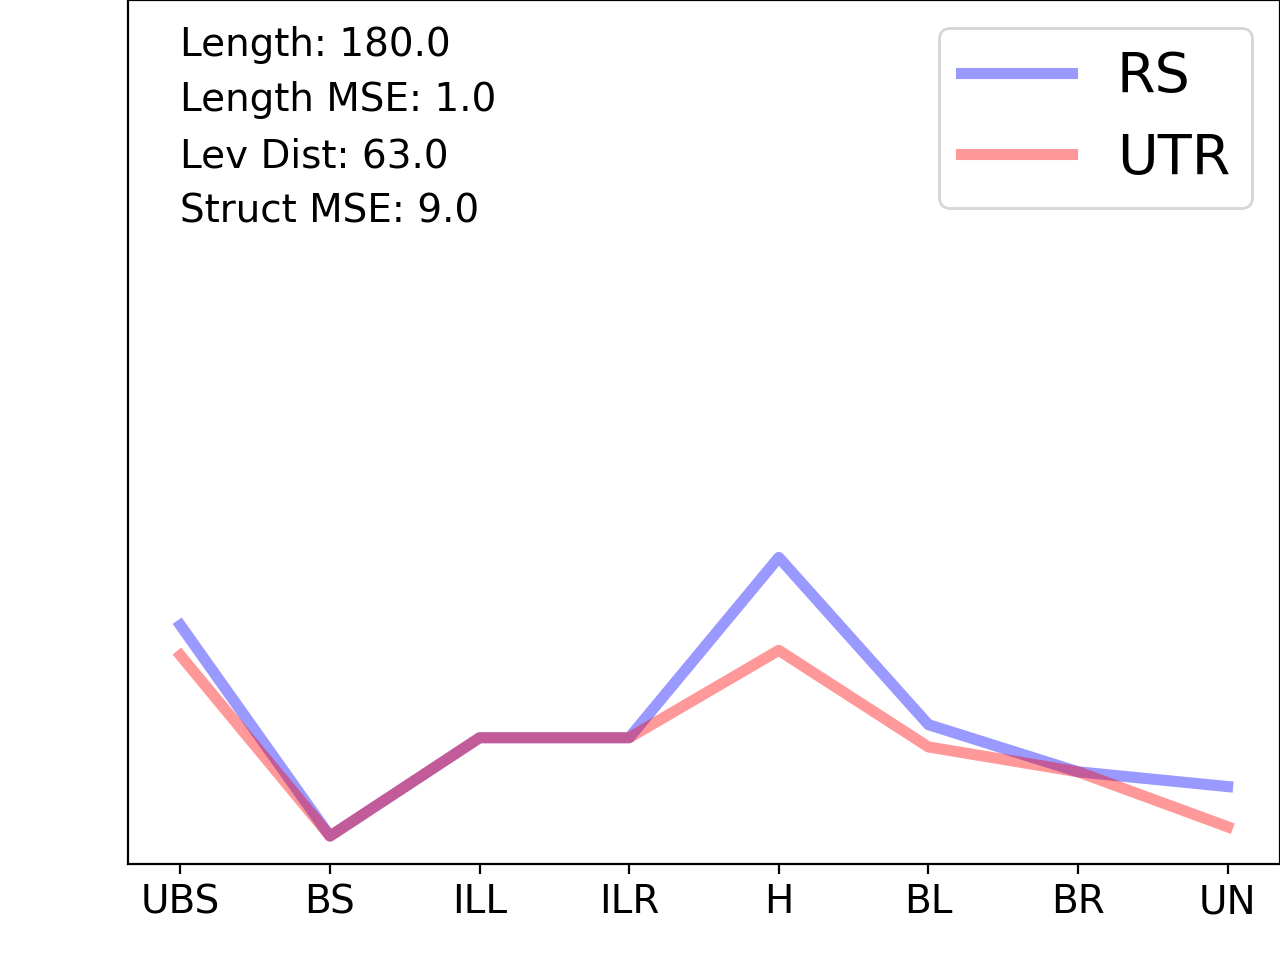 Length: 180.0
Length MSE: 1.0
Lev Dist: 63.0
Struct MSE: 9.0
RS
UTR
UBS BS ILL ILR H BL BR UN